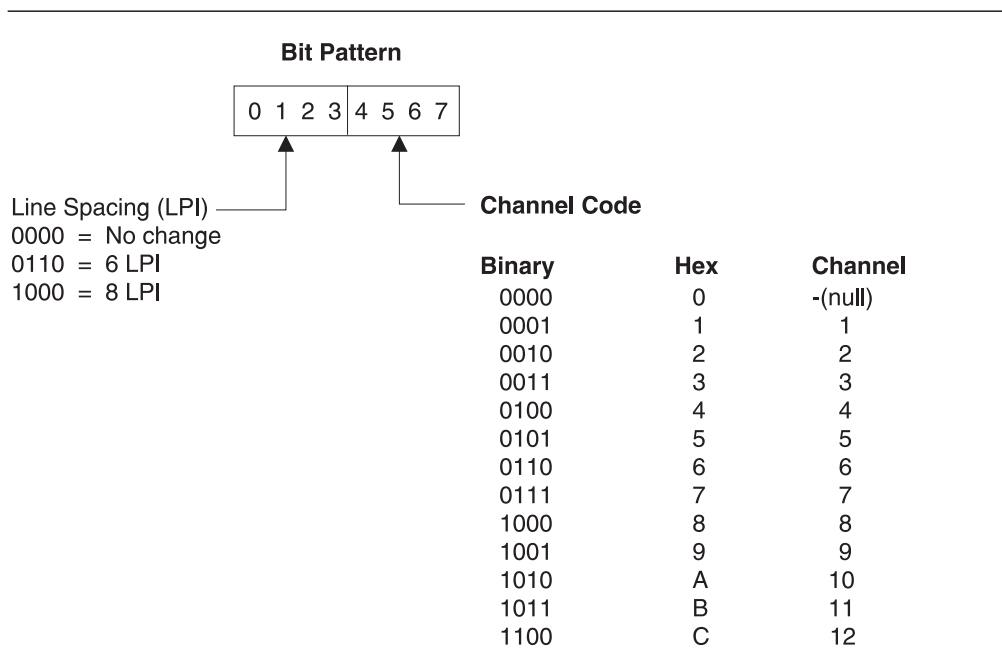 Bit Pattern
0 1 2 3 4 5 6 7
Line Spacing (LPI)
0000 = No change
0110 = 6 LPI
1000 = 8 LPI
Channel Code
Binary Hex Channel
0000 0 -(null)
0001 1 1
0010 2 2
0011 3 3
0100 4 4
0101 5 5
0110 6 6
0111 7 7
1000 8 8
1001 9 9
1010 A 10
1011 B 11
1100 C 12